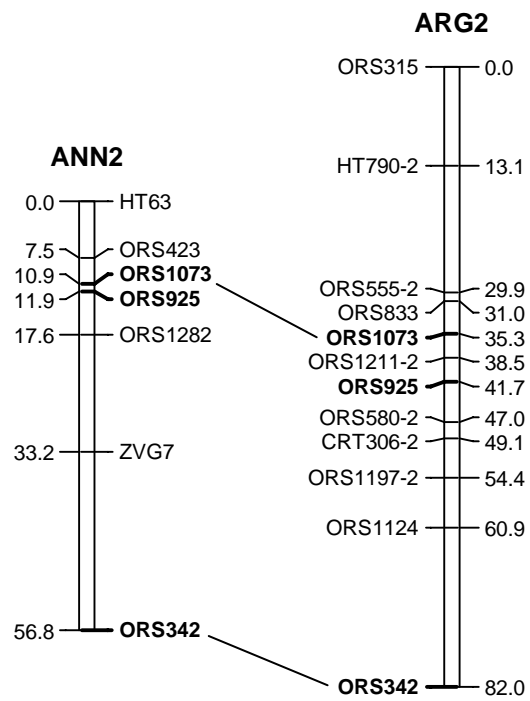 ANN2
0.0 HT63
7.5 ORS423
10.9 ORS1073
11.9 ORS925
17.6 ORS1282
33.2 ZVG7
56.8 ORS342
ARG2
ORS315 0.0
HT790-2 13.1
ORS555-2 29.9
ORS833 31.0
ORS1073 35.3
ORS1211-2 38.5
ORS925 41.7
ORS580-2 47.0
CRT306-2 49.1
ORS1197-2 54.4
ORS1124 60.9
ORS342 82.0